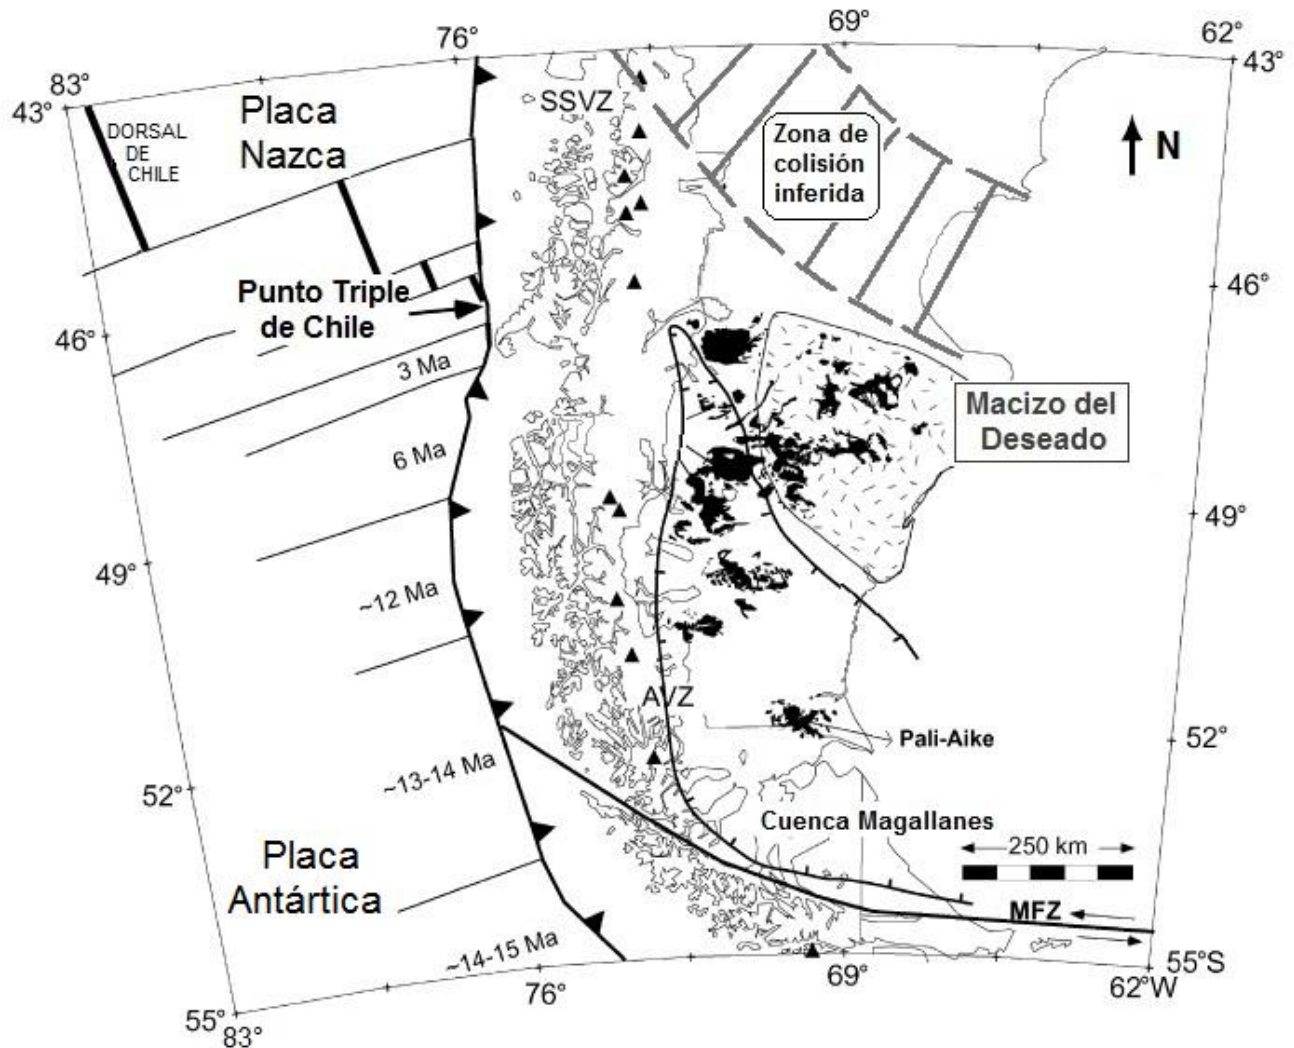 76°
69°
62°
83°
43°
43°
Placa
Nazca
DORSAL
DE
CHILE
SSVZ
Zona de
colisión
inferida
N
Punto Triple
de Chile
46°
46°
3 Ma
Macizo del
Deseado
6 Ma
49°
49°
~12 Ma
AVZ
Pali-Aike
52°
52°
~13-14 Ma
Cuenca Magallanes
250 km
Placa
Antártica
MFZ
~14-15 Ma
55°S
55°
83°
76°
69°
62°W